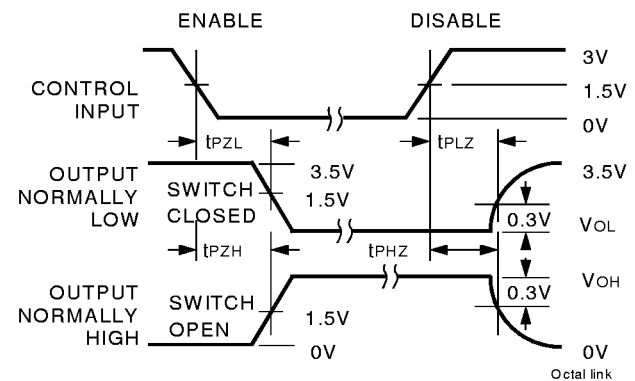 ENABLE DISABLE
3V
CONTROL INPUT
1.5V
0V
tPZL tPLZ
3.5V 3.5V
OUTPUT NORMALLY LOW
SWITCH CLOSED
1.5V
0.3V VOL
tPZH tPHZ
VOH
OUTPUT NORMALLY HIGH
SWITCH OPEN
0.3V
1.5V
0V 0V
Octal link